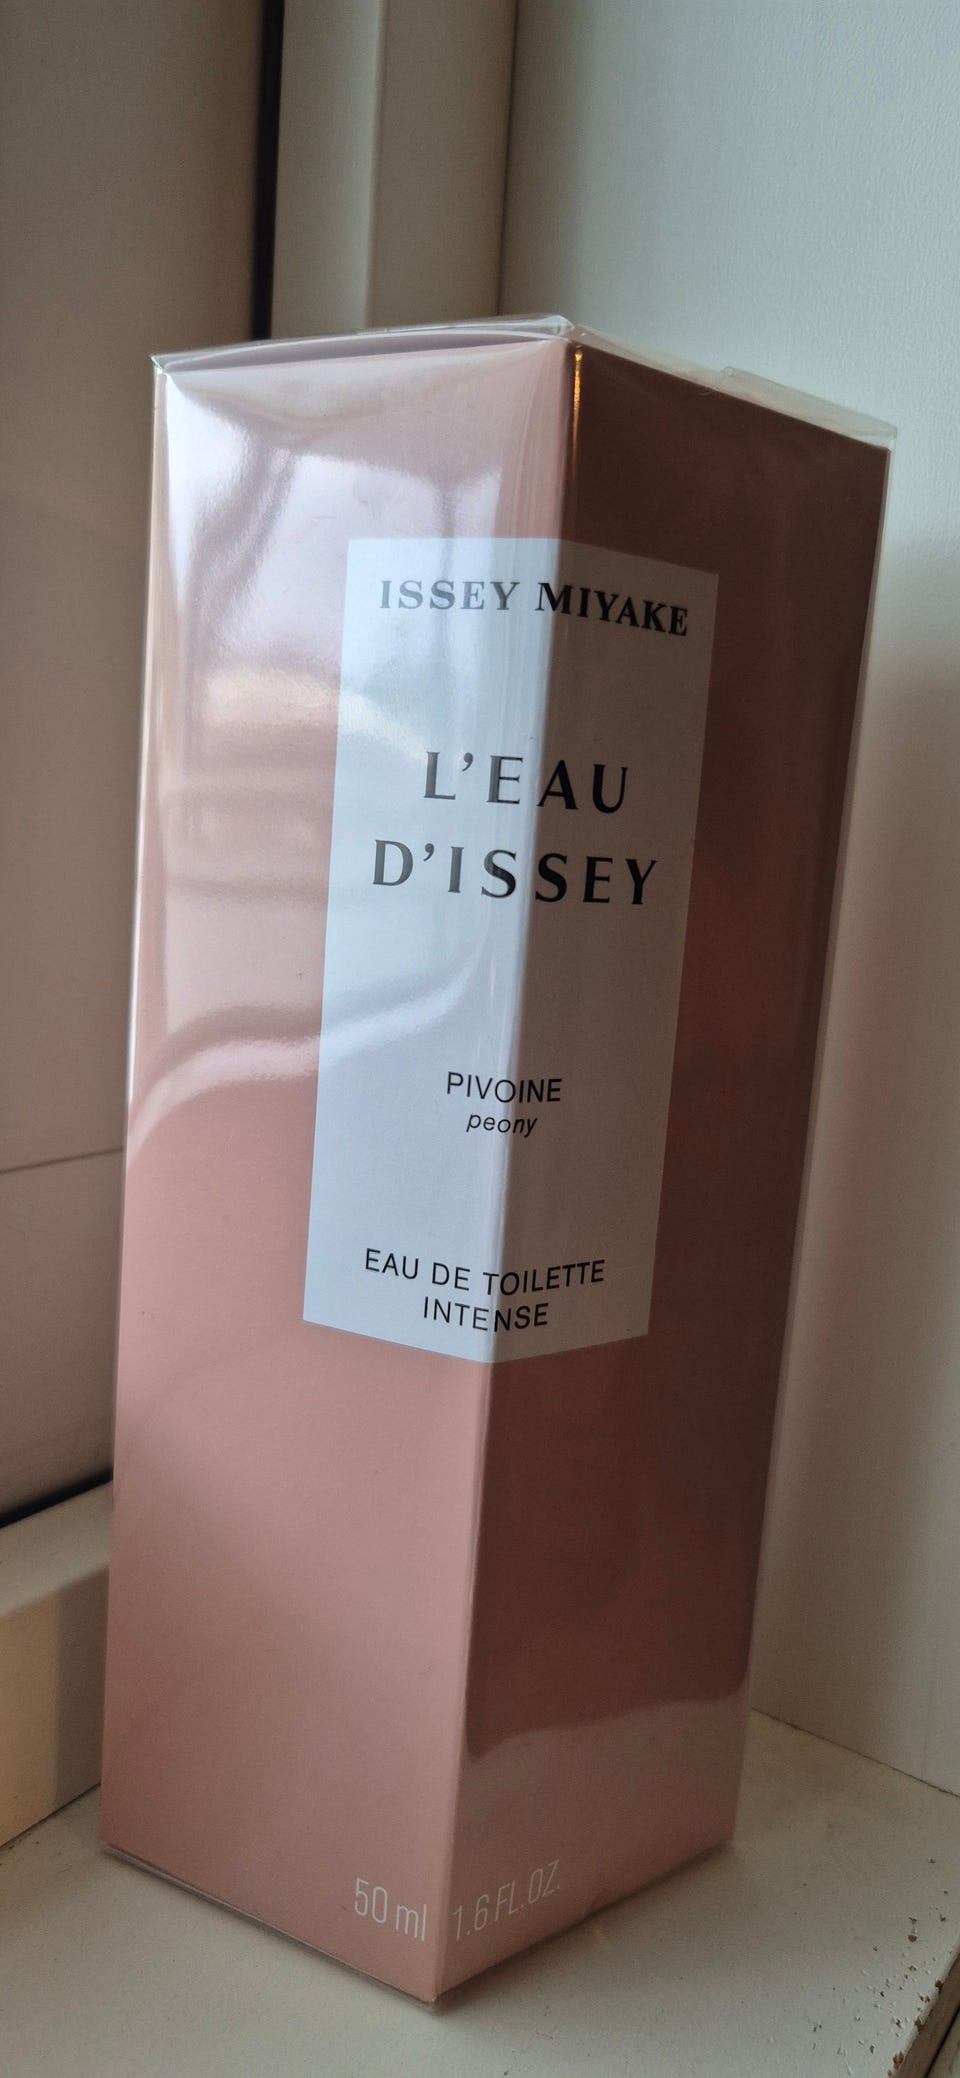 ISSEY MIYAKE
L'EAU
D'ISSEY
PIVOINE
peony
EAU DE TOILETTE
INTENSE
50 ml 1.6 FL.OZ.